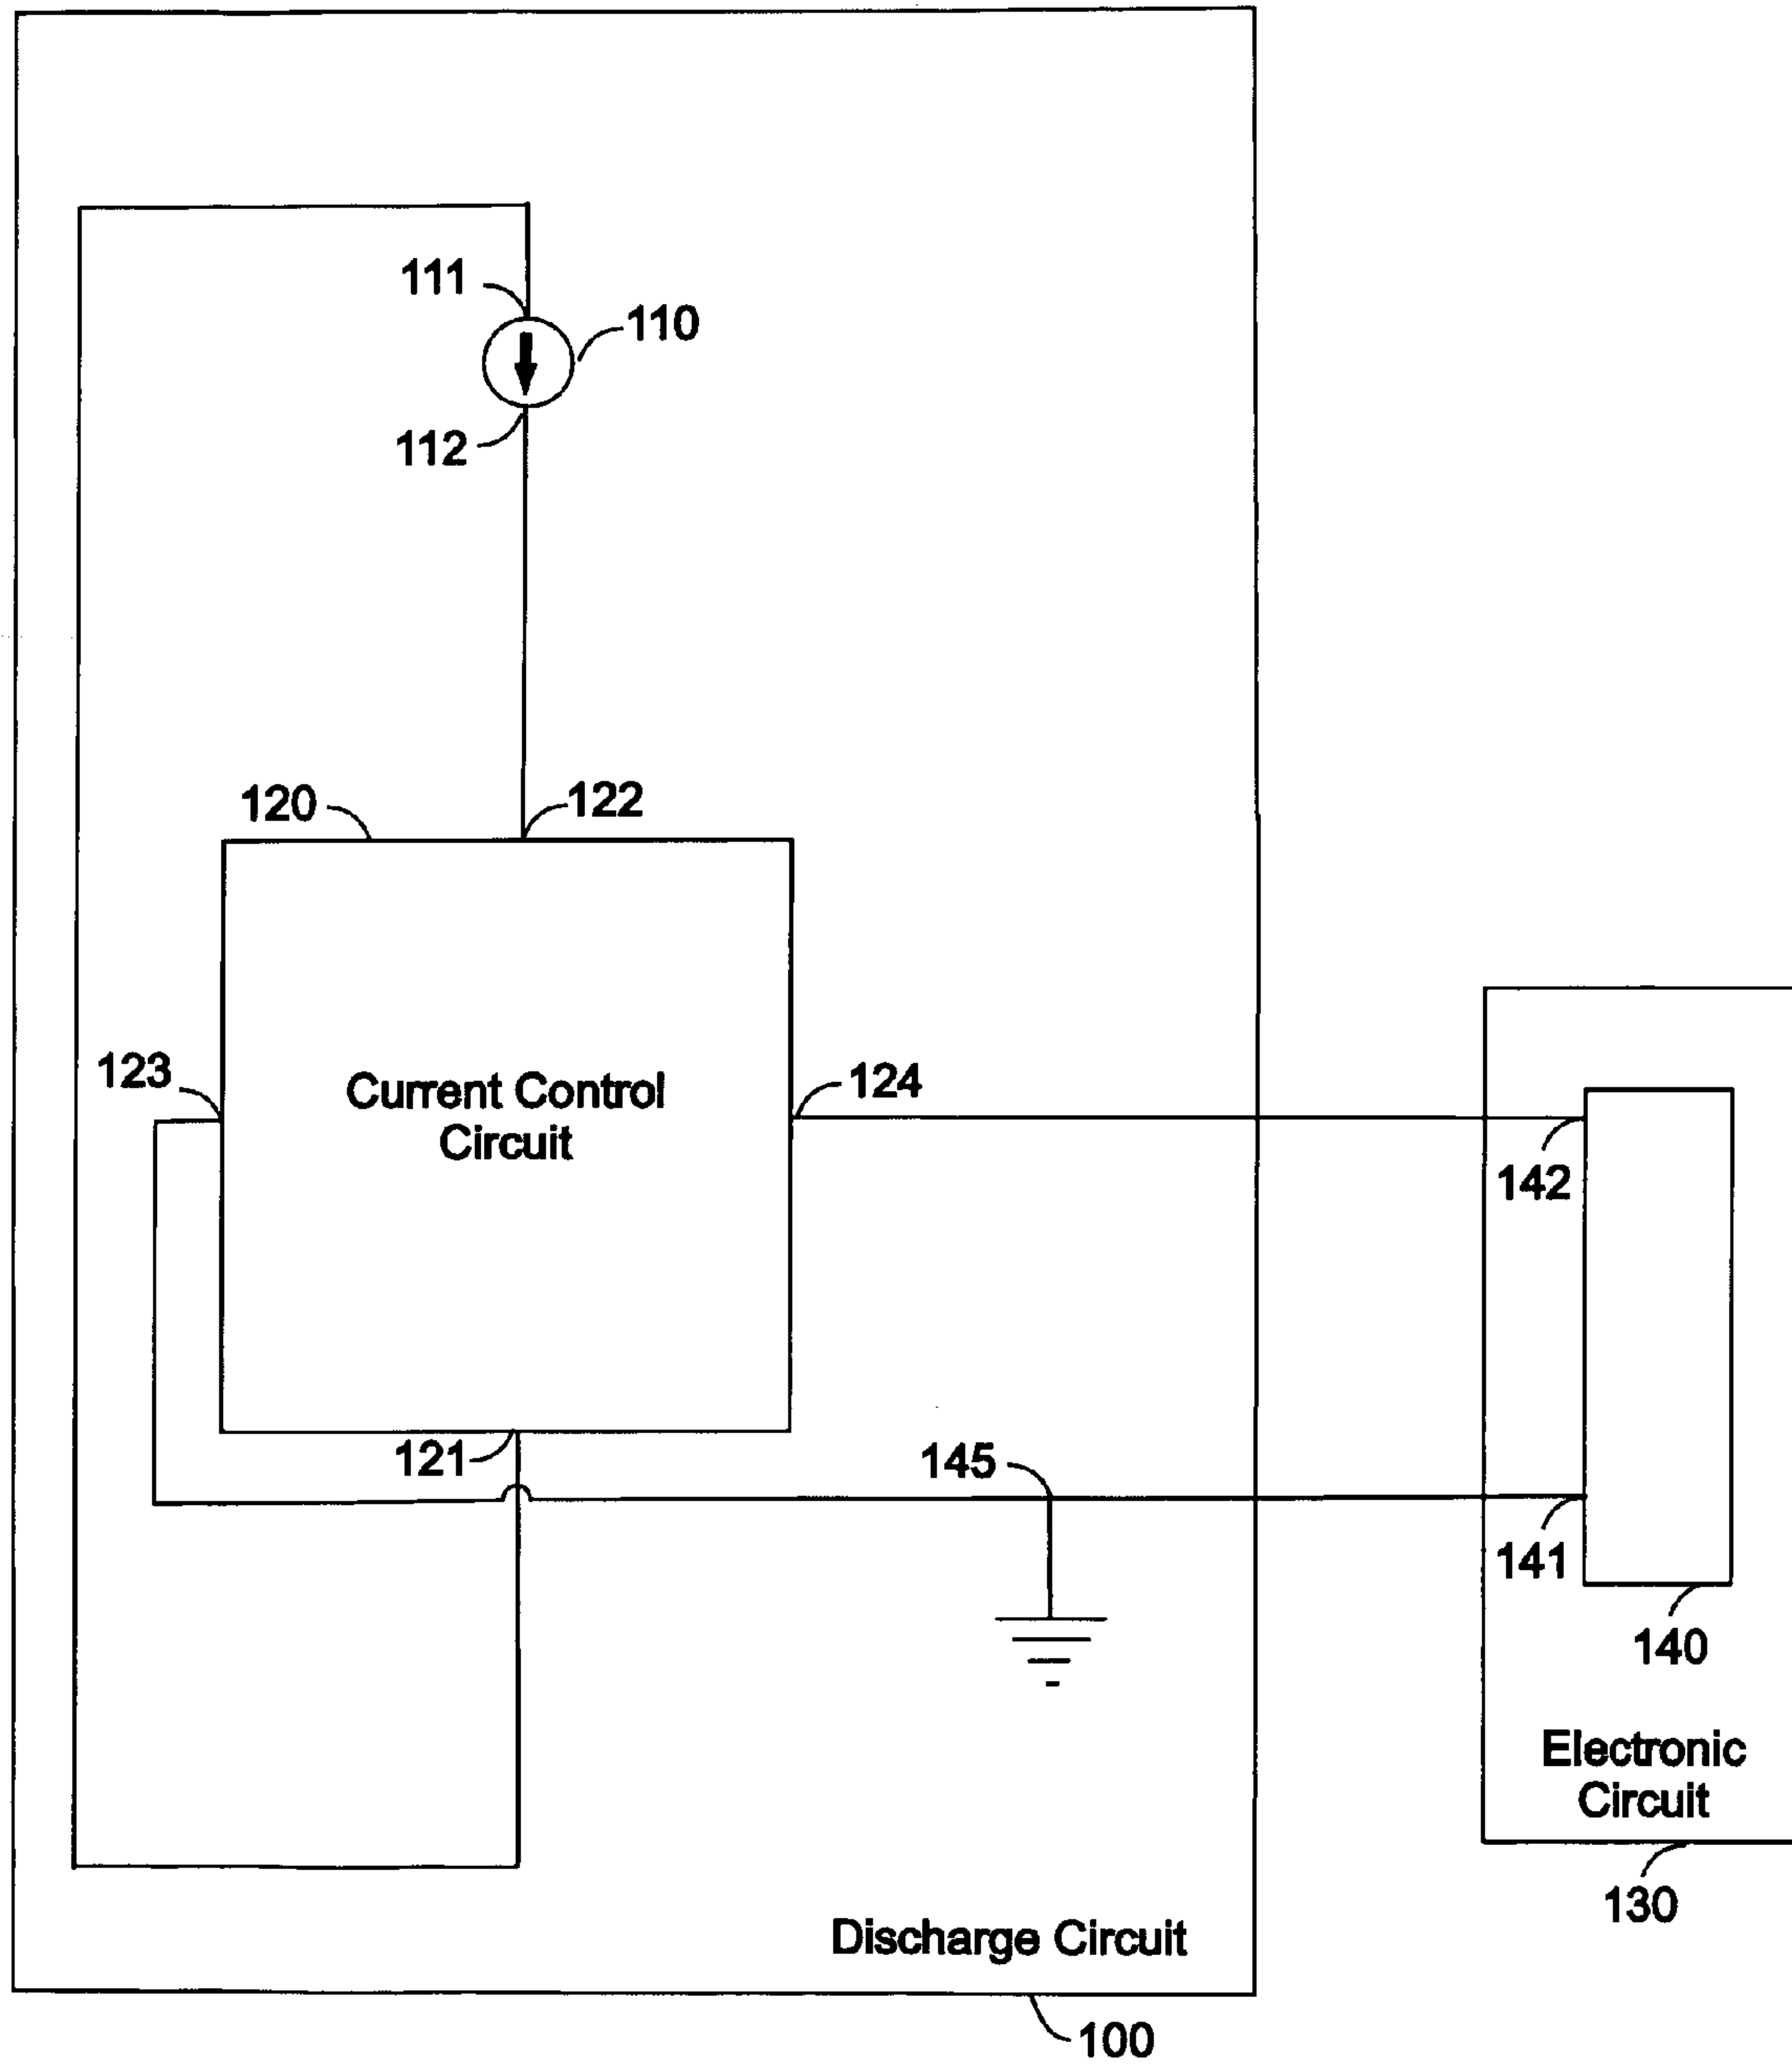 111
110
112
120
122
123
Current Control
Circuit
124
142
121
145
141
140
Electronic
Circuit
130
Discharge Circuit
100